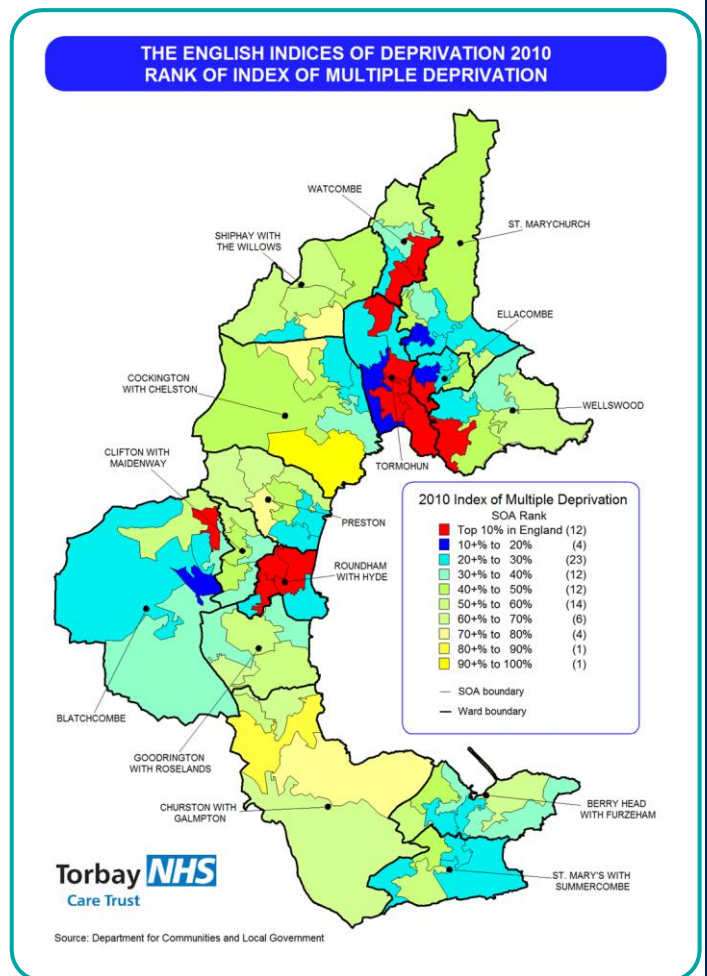 THE ENGLISH INDICES OF DEPRIVATION 2010
RANK OF INDEX OF MULTIPLE DEPRIVATION
WATCOMBE
ST. MARYCHURCH
SHIPHAY WITH
THE WILLOWS
ELLACOMBE
COCKINGTON
WITH CHELSTON
WELLSWOOD
CLIFTON WITH
MAIDENWAY
TORMOHUN
PRESTON
ROUNDHAM
WITH HYDE
2010 Index of Multiple Deprivation
SOA Rank
Top 10% in England (12)
10+% to 20% (4)
20+% to 30% (23)
30+% to 40% (12)
40+% to 50% (12)
50+% to 60% (14)
60+% to 70% (6)
70+% to 80% (4)
80+% to 90% (1)
90+% to 100% (1)
SOA boundary
Ward boundary
BLATCHCOMBE
GOODRINGTON
WITH ROSELANDS
CHURSTON WITH
GALMPTON
BERRY HEAD
WITH FURZEHAM
ST. MARY'S WITH
SUMMERCOMBE
Torbay NHS
Care Trust
Source: Department for Communities and Local Government